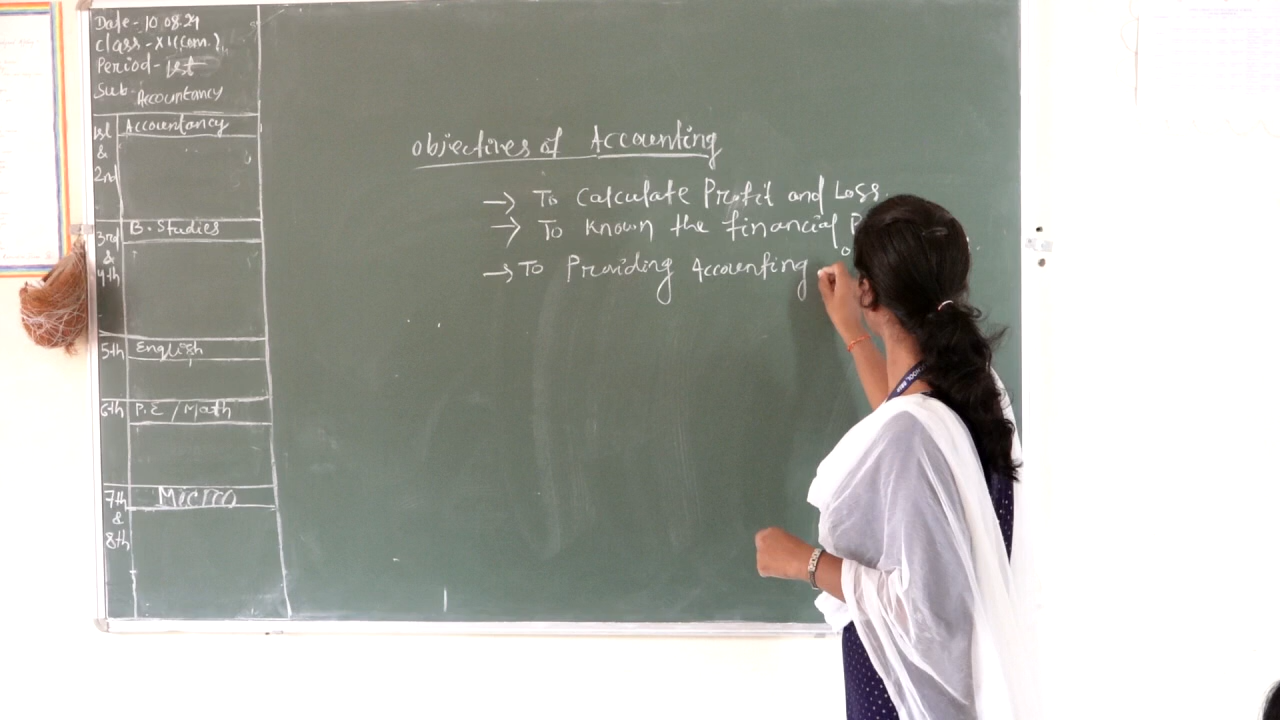 Date - 10.08.24
Class - XI (Com.)
Period - 1st
Sub - Accountancy
1st & 2nd Accountancy
3rd & 4th B. Studies
5th English
6th P.E / Math
7th & 8th Micro
Objectives of Accounting
→ To Calculate Profit and Loss.
→ To Known the financial
→ To Providing Accounting